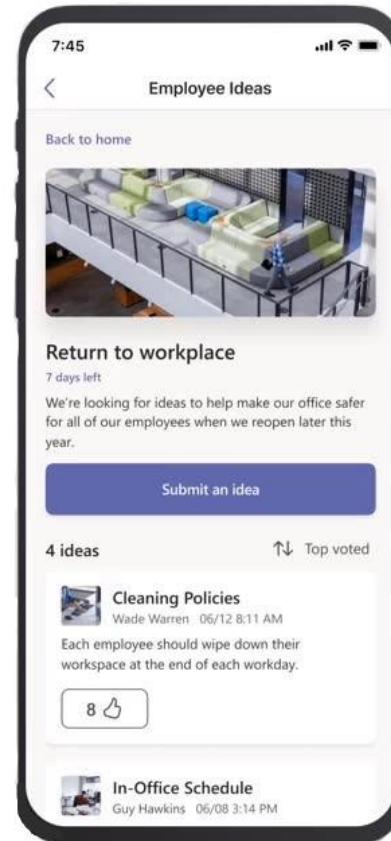 7:45
Employee Ideas
Back to home
Return to workplace
7 days left
We're looking for ideas to help make our office safer
for all of our employees when we reopen later this
year.
Submit an idea
4 ideas
Top voted
Cleaning Policies
Wade Warren 06/12 8:11 AM
Each employee should wipe down their
workspace at the end of each workday.
8
In-Office Schedule
Guy Hawkins 06/08 3:14 PM